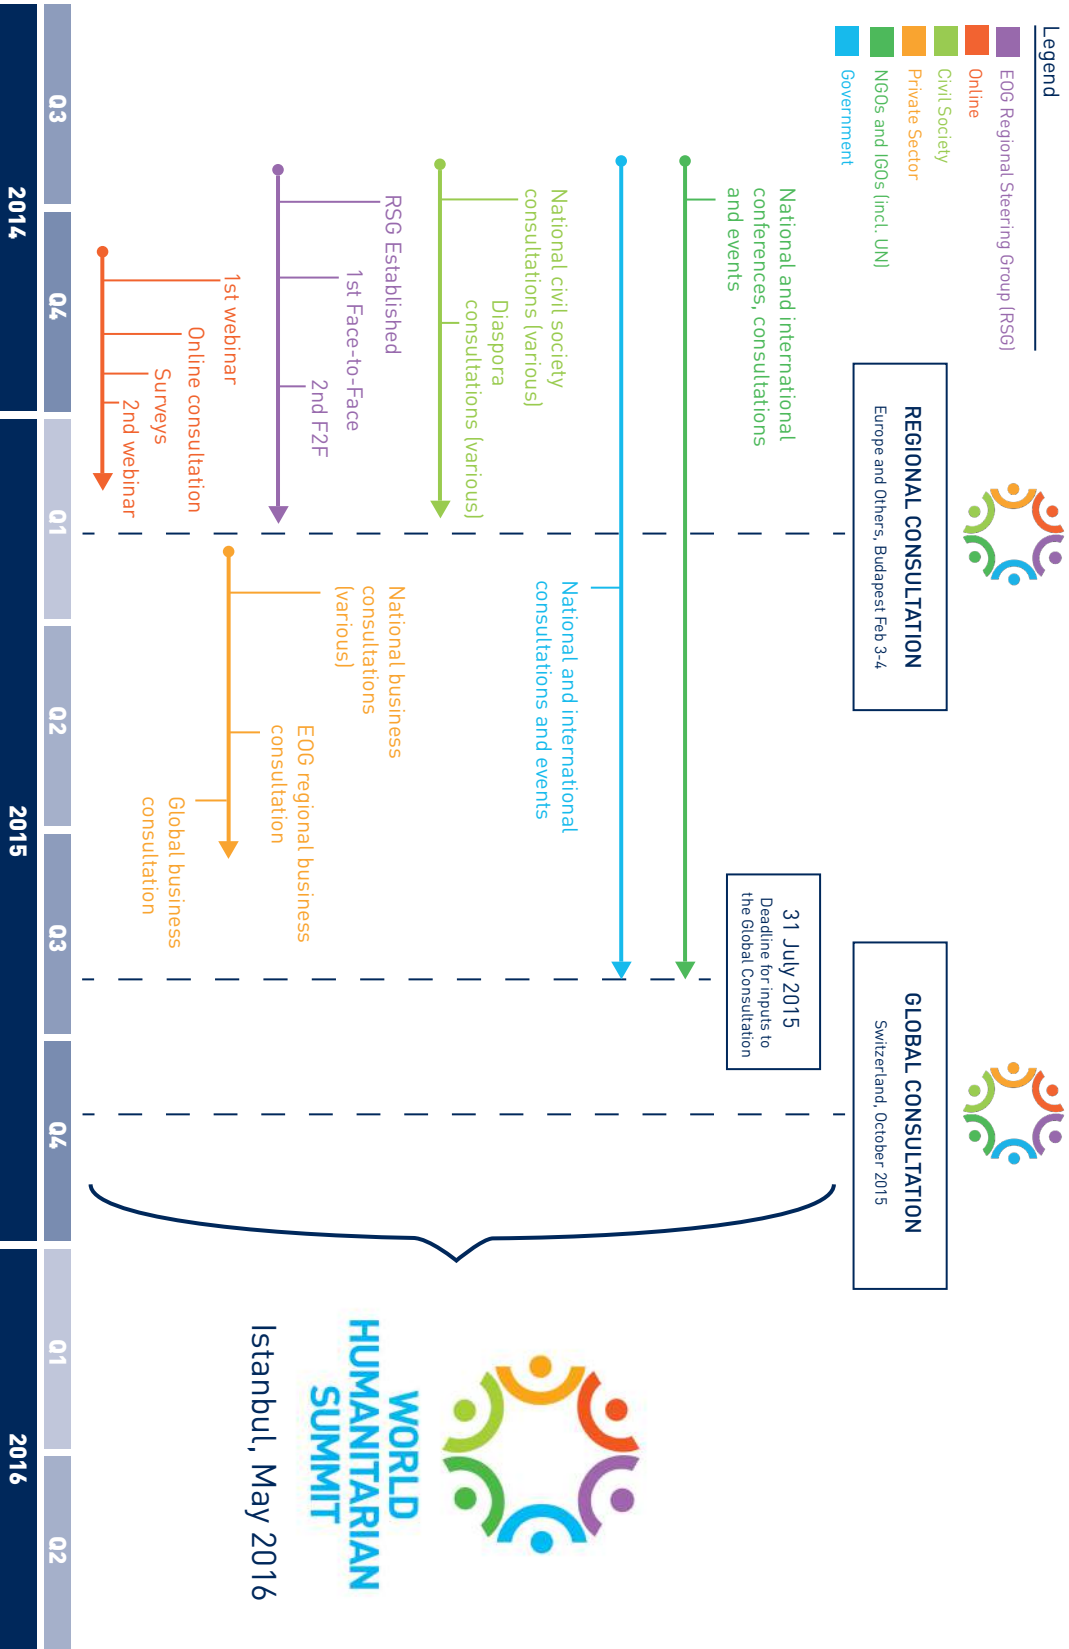 Legend
EOG Regional Steering Group (RSG)
Online
Civil Society
Private Sector
NGOs and IGOs (incl. UN)
Government
REGIONAL CONSULTATION
Europe and Others, Budapest Feb 3-4
GLOBAL CONSULTATION
Switzerland, October 2015
31 July 2015
Deadline for inputs to
the Global Consultation
National and international
conferences, consultations
and events
National and international
consultations and events
National civil society
consultations (various)
Diaspora
consultations (various)
RSG Established
1st Face-to-Face
2nd F2F
National business
consultations
(various)
EOG regional business
consultation
Global business
consultation
1st webinar
Online consultation
Surveys
2nd webinar
WORLD
HUMANITARIAN
SUMMIT
Istanbul, May 2016
Q3
Q4
Q1
Q2
Q3
Q4
Q1
Q2
2014
2015
2016